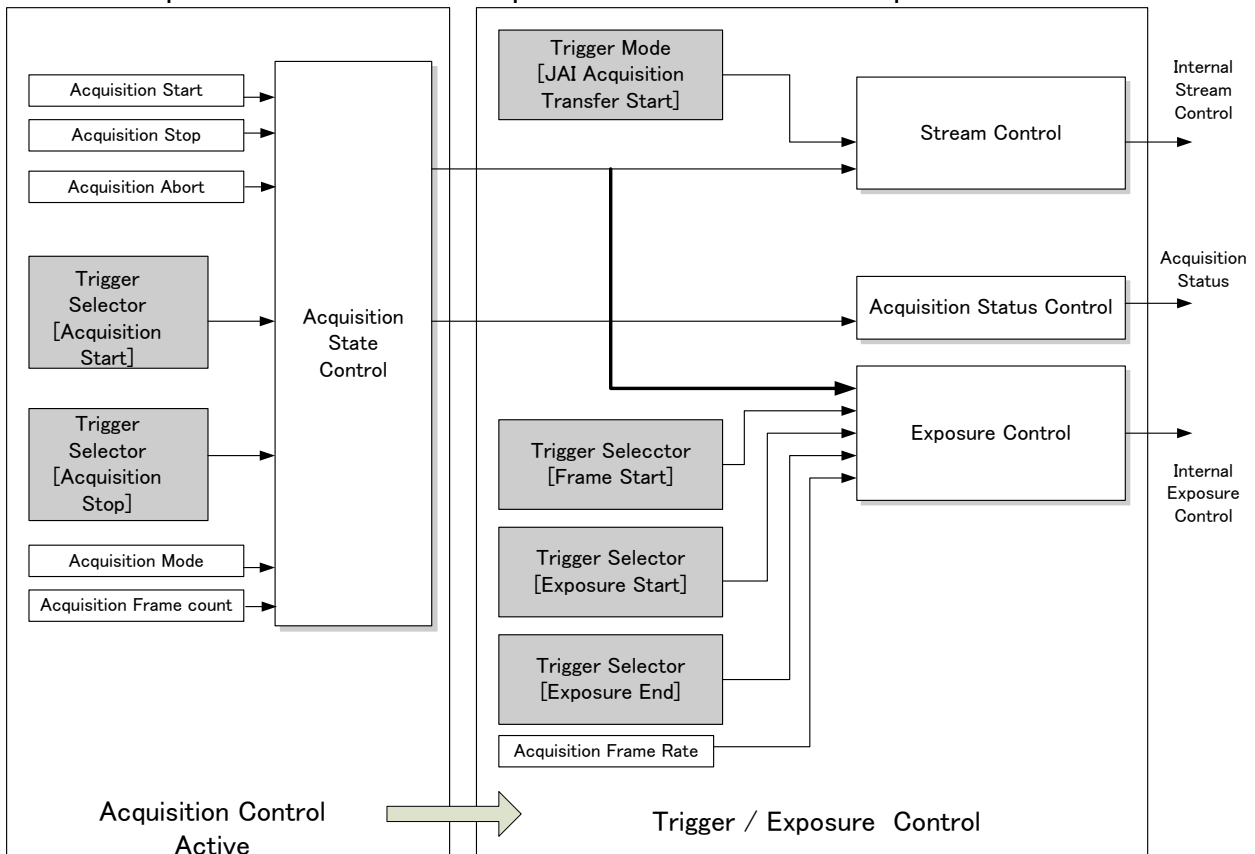 Acquisition Start
Acquisition Stop
Acquisition Abort
Trigger
Selector
[Acquisition
Start]
Trigger
Selector
[Acquisition
Stop]
Acquisition Mode
Acquisition Frame count
Acquisition
State
Control
Acquisition Control
Active
Trigger Mode
[JAI Acquisition
Transfer Start]
Stream Control
Internal
Stream
Control
Acquisition Status Control
Acquisition
Status
Trigger Selecctor
[Frame Start]
Exposure Control
Internal
Exposure
Control
Trigger Selector
[Exposure Start]
Trigger Selector
[Exposure End]
Acquisition Frame Rate
Trigger / Exposure Control